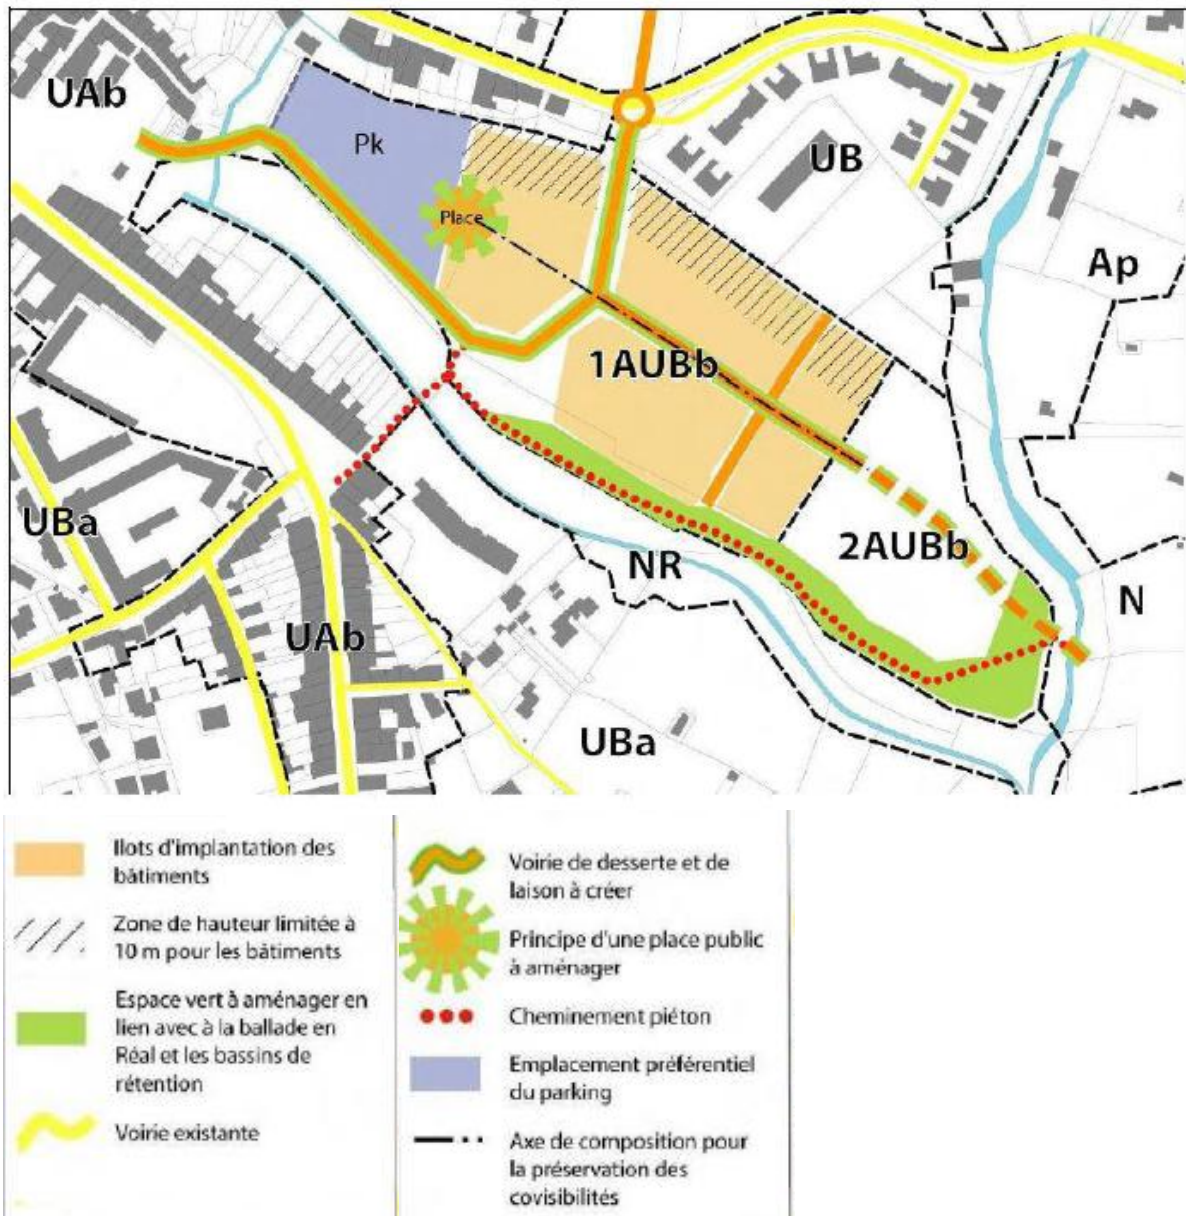 UAb
Pk
UB
Place
Ap
1AUBb
UBa
2AUBb
NR
N
UAb
UBa
Ilots d'implantation des
bâtiments
Zone de hauteur limitée à
10 m pour les bâtiments
Espace vert à aménager en
lien avec à la ballade en
Réal et les bassins de
rétention
Voirie existante
Voirie de desserte et de
laison à créer
Principe d'une place public
à aménager
Cheminement piéton
Emplacement préférentiel
du parking
Axe de composition pour
la préservation des
covisibilités